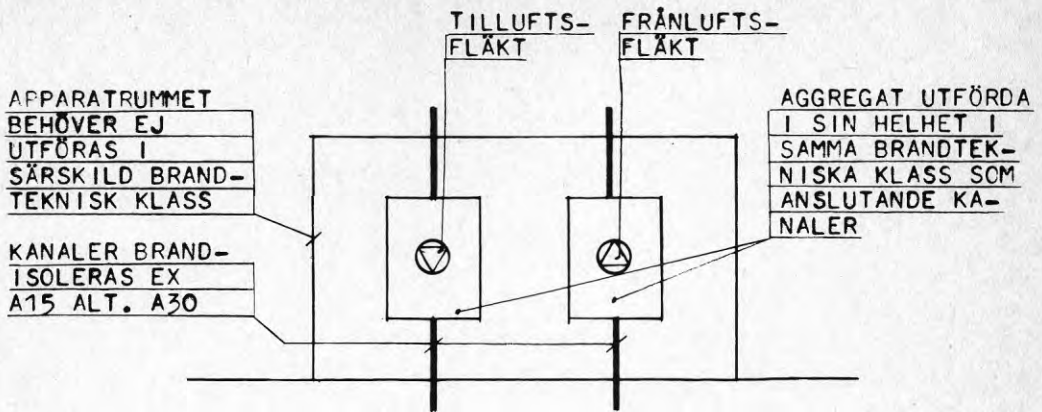 TILLUFTS-
FLÄKT
FRÅNLUFTS-
FLÄKT
APPARATRUMMET
BEHÖVER EJ
UTFÖRAS I
SÄRSKILD BRAND-
TEKNISK KLASS
KANALER BRAND-
ISOLERAS EX
A15 ALT. A30
AGGREGAT UTFÖRDA
I SIN HELHET I
SAMMA BRANDTEK-
NISKA KLASS SOM
ANSLUTANDE KA-
NALER